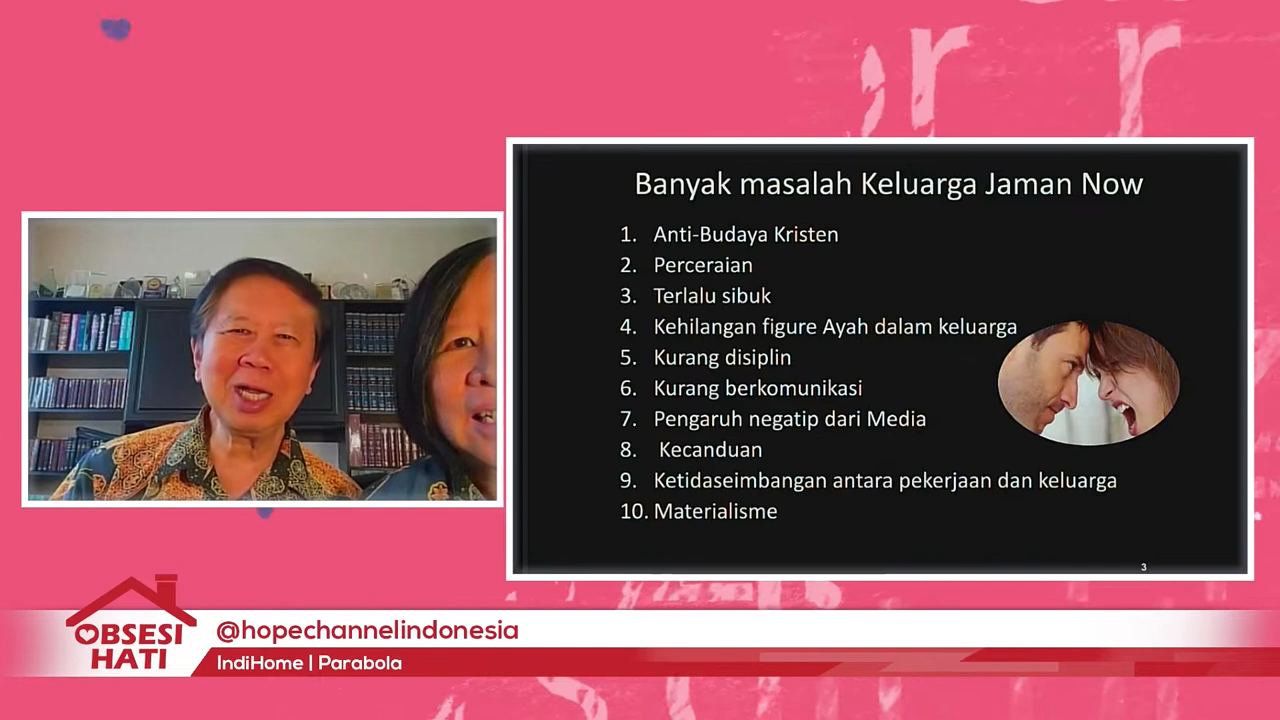 Banyak masalah Keluarga Jaman Now
1. Anti-Budaya Kristen
2. Perceraian
3. Terlalu sibuk
4. Kehilangan figure Ayah dalam keluarga
5. Kurang disiplin
6. Kurang berkomunikasi
7. Pengaruh negatip dari Media
8. Kecanduan
9. Ketidaseimbangan antara pekerjaan dan keluarga
10. Materialisme
3
OBSESI
HATI
@hopechannelindonesia
IndiHome | Parabola